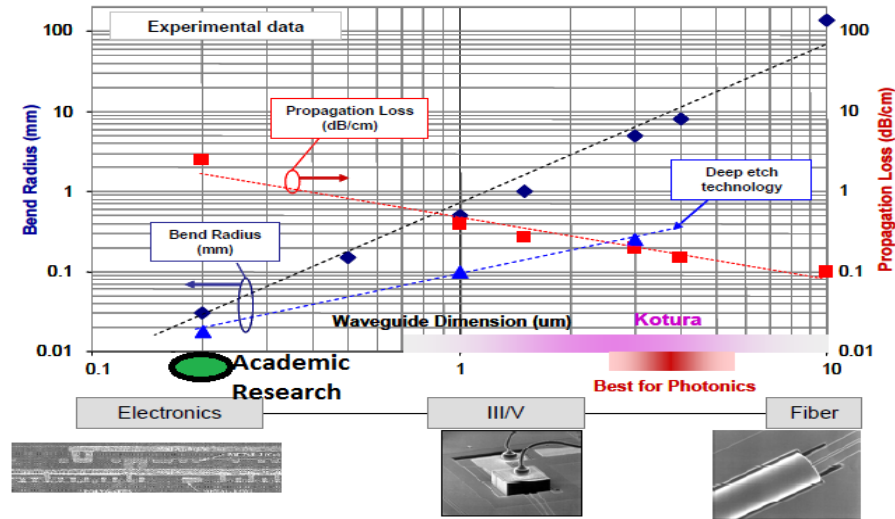 Experimental data
100
10
1
0.1
0.01
Bend Radius (mm)
100
10
1
0.1
0.01
Propagation Loss (dB/cm)
Propagation Loss
(dB/cm)
Deep etch
technology
Bend Radius
(mm)
Waveguide Dimension (um)
Kotura
0.1
1
10
Academic
Research
Best for Photonics
Electronics
III/V
Fiber